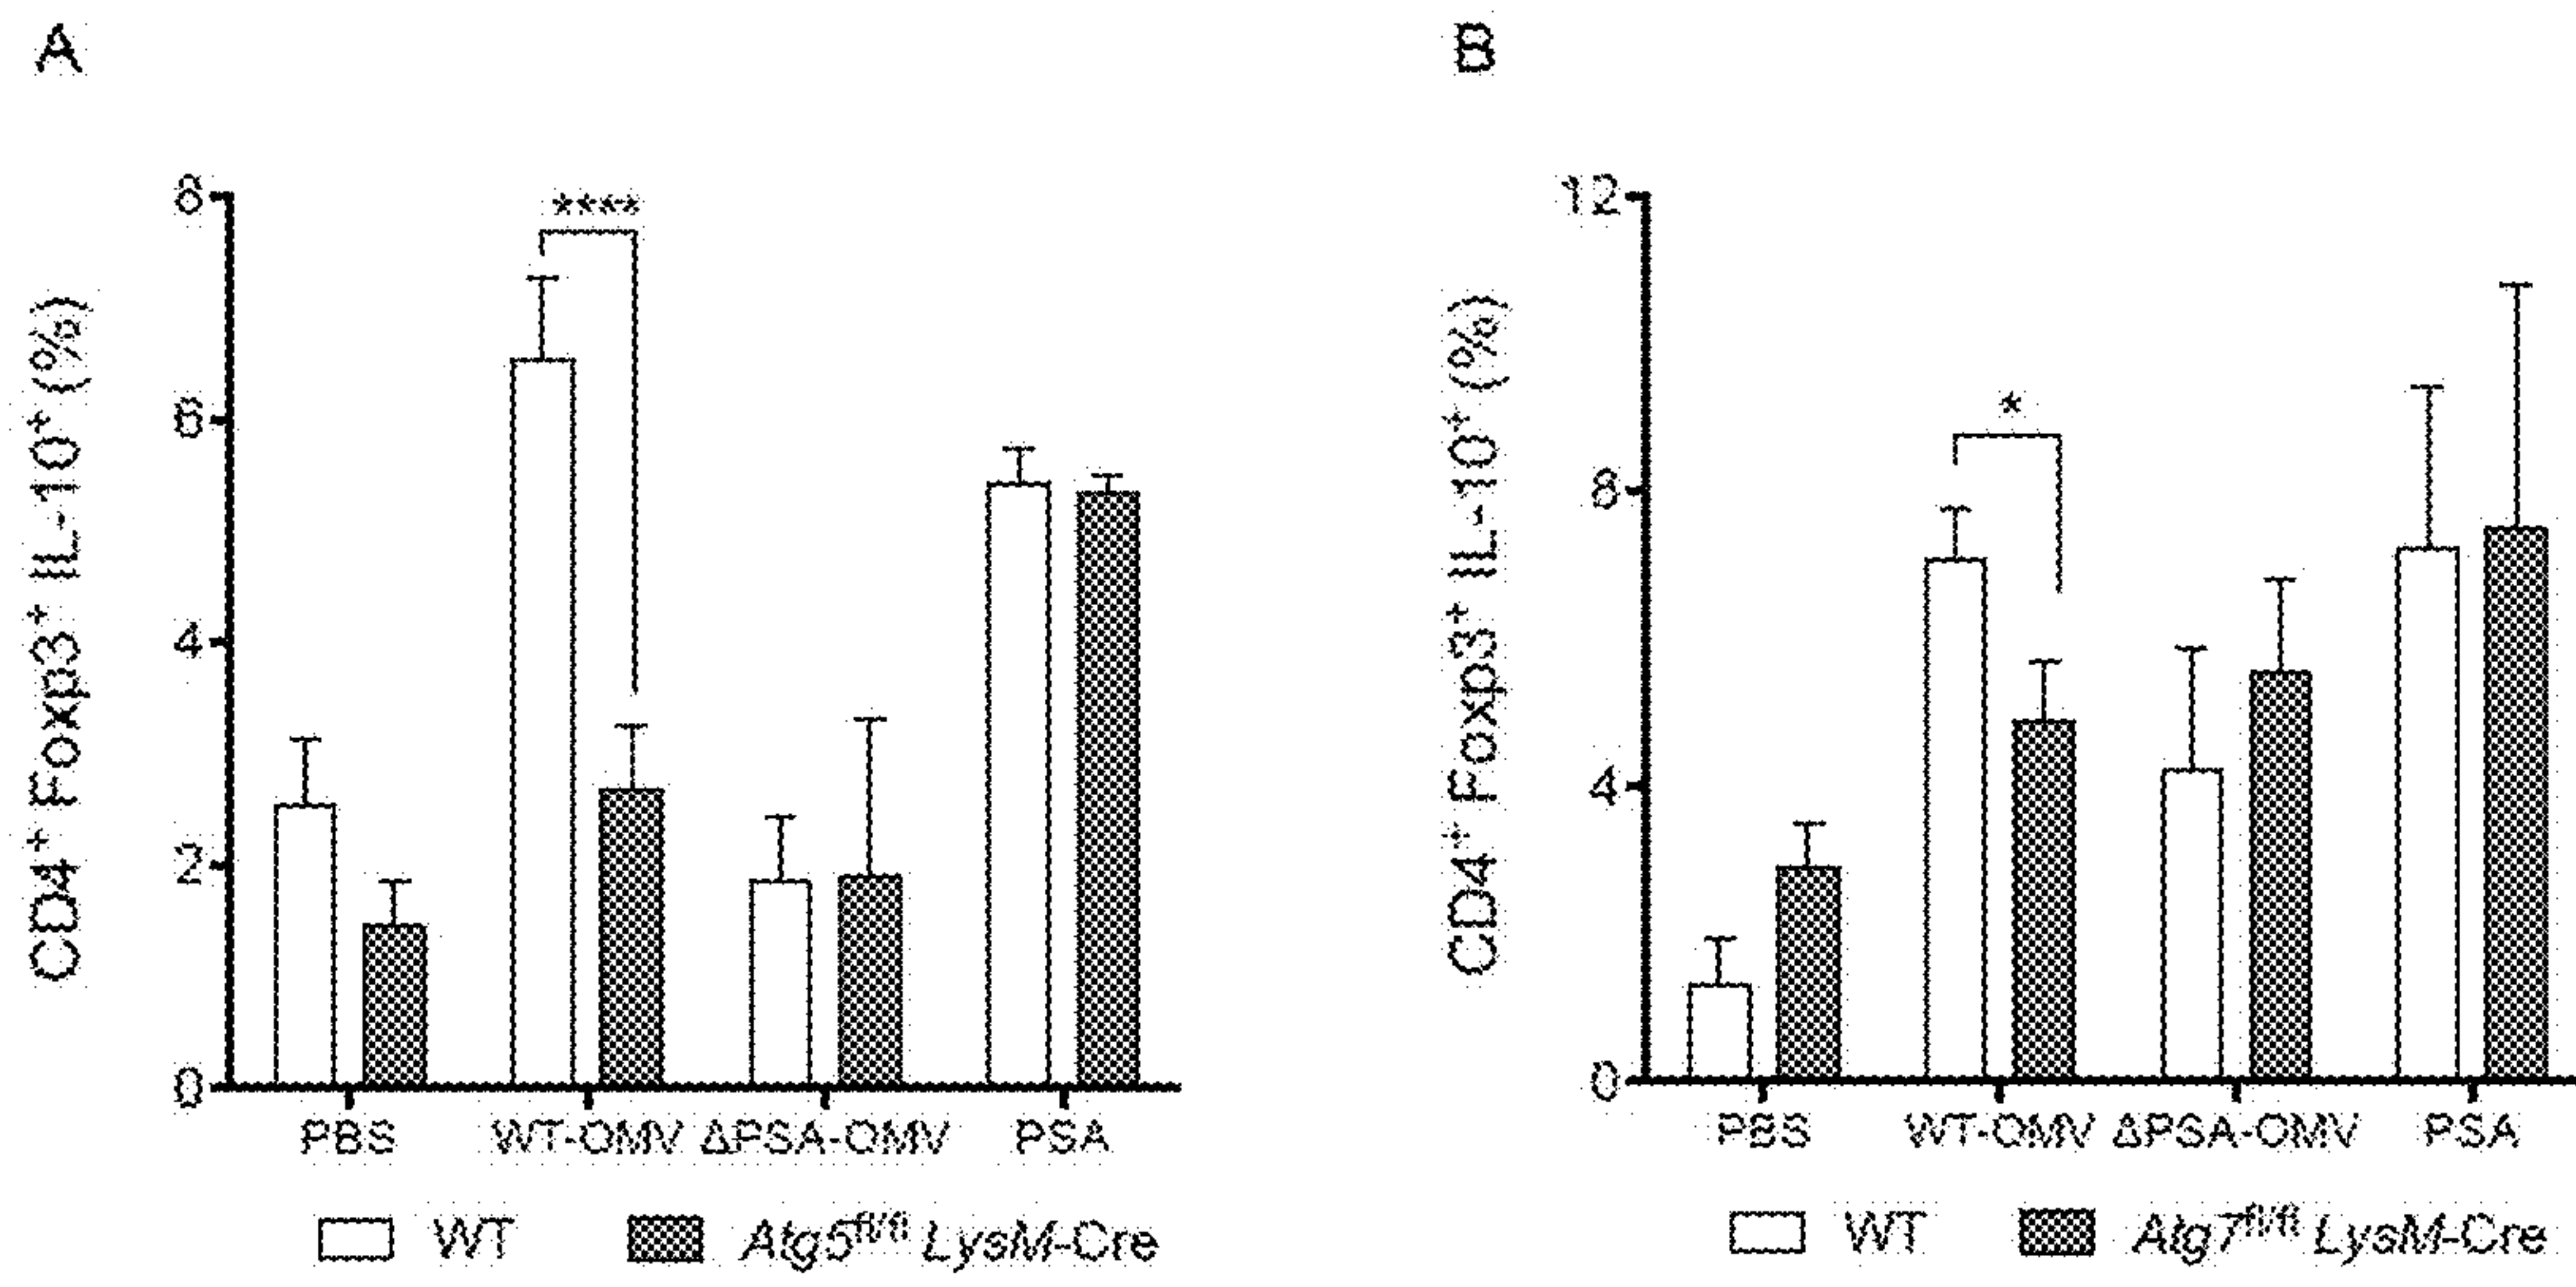 A
B
CD4⁺ Foxp3⁺ IL-10⁺ (%)
8
6
4
2
0
****
PBS WT-OMV ΔPSA-OMV PSA
WT Atg5ᶠˡ/ᶠˡ LysM-Cre
CD4⁺ Foxp3⁺ IL-10⁺ (%)
12
8
4
0
*
PBS WT-OMV ΔPSA-OMV PSA
WT Atg7ᶠˡ/ᶠˡ LysM-Cre